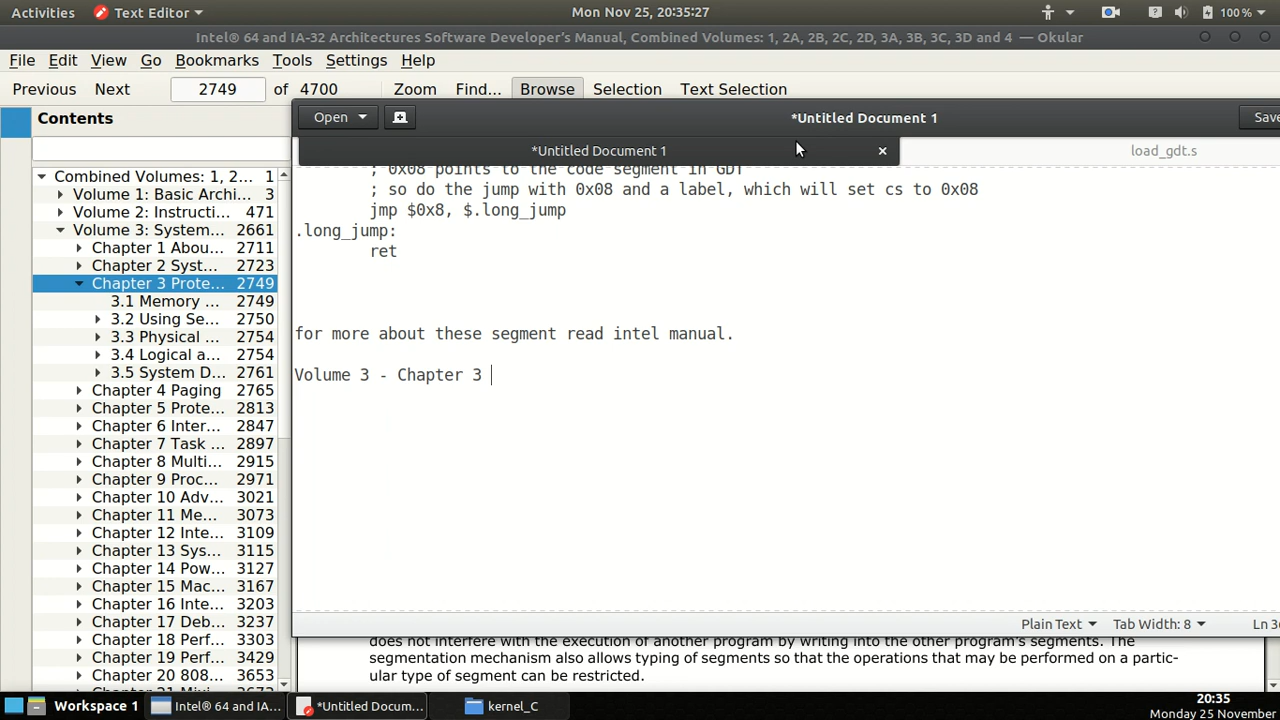 Activities Text Editor Mon Nov 25, 20:35:27 100 %
Intel® 64 and IA-32 Architectures Software Developer's Manual, Combined Volumes: 1, 2A, 2B, 2C, 2D, 3A, 3B, 3C, 3D and 4 — Okular
File Edit View Go Bookmarks Tools Settings Help
Previous Next 2749 of 4700 Zoom Find... Browse Selection Text Selection
Contents
Open *Untitled Document 1 Save
*Untitled Document 1 × load_gdt.s
; 0x08 points to the code segment in GDT
; so do the jump with 0x08 and a label, which will set cs to 0x08
jmp $0x8, $.long_jump
.long_jump:
ret
for more about these segment read intel manual.
Volume 3 - Chapter 3
Combined Volumes: 1, 2... 1
Volume 1: Basic Archi... 3
Volume 2: Instructi... 471
Volume 3: System... 2661
Chapter 1 Abou... 2711
Chapter 2 Syst... 2723
Chapter 3 Prote... 2749
3.1 Memory ... 2749
3.2 Using Se... 2750
3.3 Physical ... 2754
3.4 Logical a... 2754
3.5 System D... 2761
Chapter 4 Paging 2765
Chapter 5 Prote... 2813
Chapter 6 Inter... 2847
Chapter 7 Task ... 2897
Chapter 8 Multi... 2915
Chapter 9 Proc... 2971
Chapter 10 Adv... 3021
Chapter 11 Me... 3073
Chapter 12 Inte... 3109
Chapter 13 Sys... 3115
Chapter 14 Pow... 3127
Chapter 15 Mac... 3167
Chapter 16 Inte... 3203
Chapter 17 Deb... 3237
Chapter 18 Perf... 3303
Chapter 19 Perf... 3429
Chapter 20 808... 3653
Plain Text Tab Width: 8 Ln 3
does not interfere with the execution of another program by writing into the other program's segments. The
segmentation mechanism also allows typing of segments so that the operations that may be performed on a partic-
ular type of segment can be restricted.
Workspace 1 Intel® 64 and IA... *Untitled Docum... kernel_C
20:35
Monday 25 November